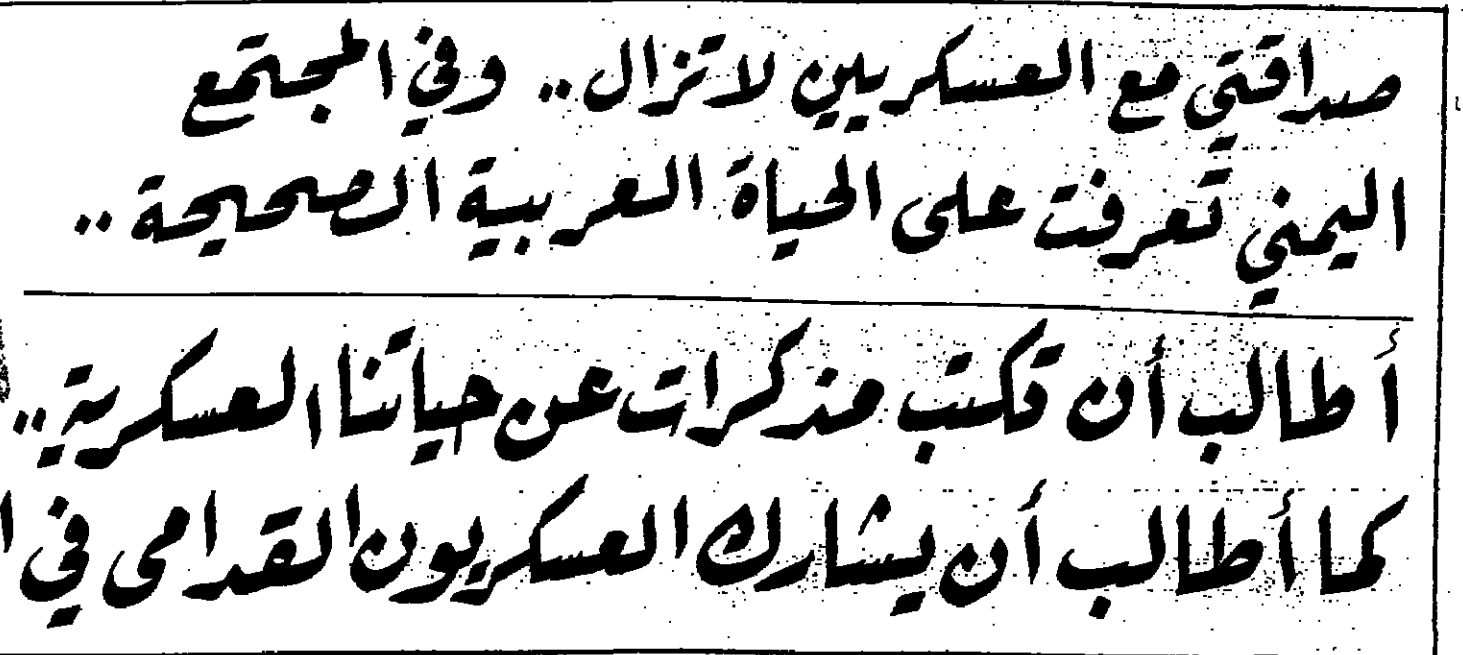 صداقتي مع العسكريين لاتزال .. وفي المجتمع
اليمني تعرفت على الحياة العربية الصحيحة ..
أطالب أن تكتب مذكرات عن حياتنا العسكرية ..
كما أطالب أن يشارك العسكريون القدامى في